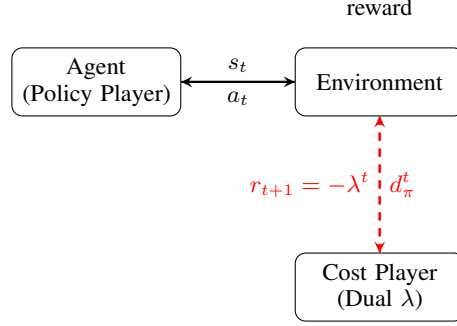 reward
Agent
(Policy Player)
s_t
a_t
Environment
r_{t+1} = −λ^t
d_π^t
Cost Player
(Dual λ)